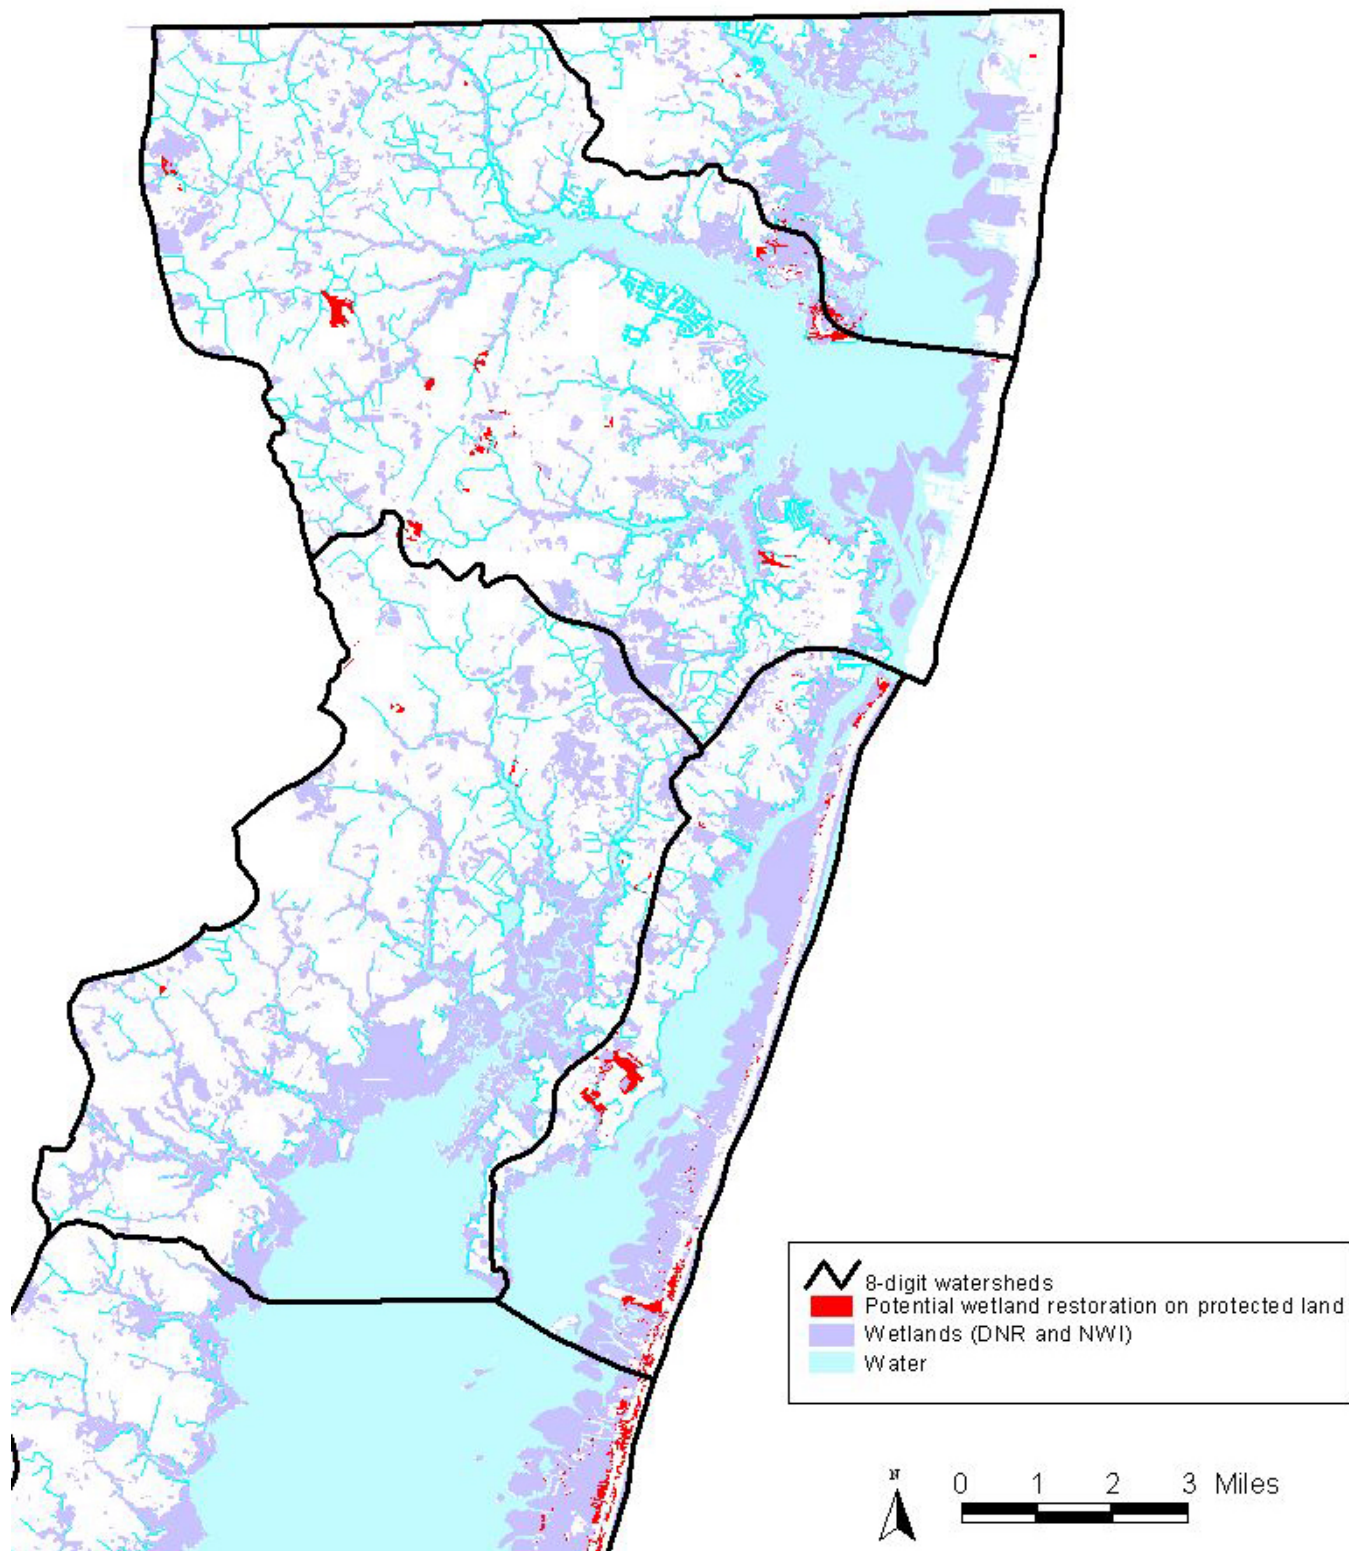 8-digit watersheds
Potential wetland restoration on protected land
Wetlands (DNR and NWI)
Water
N
0 1 2 3 Miles